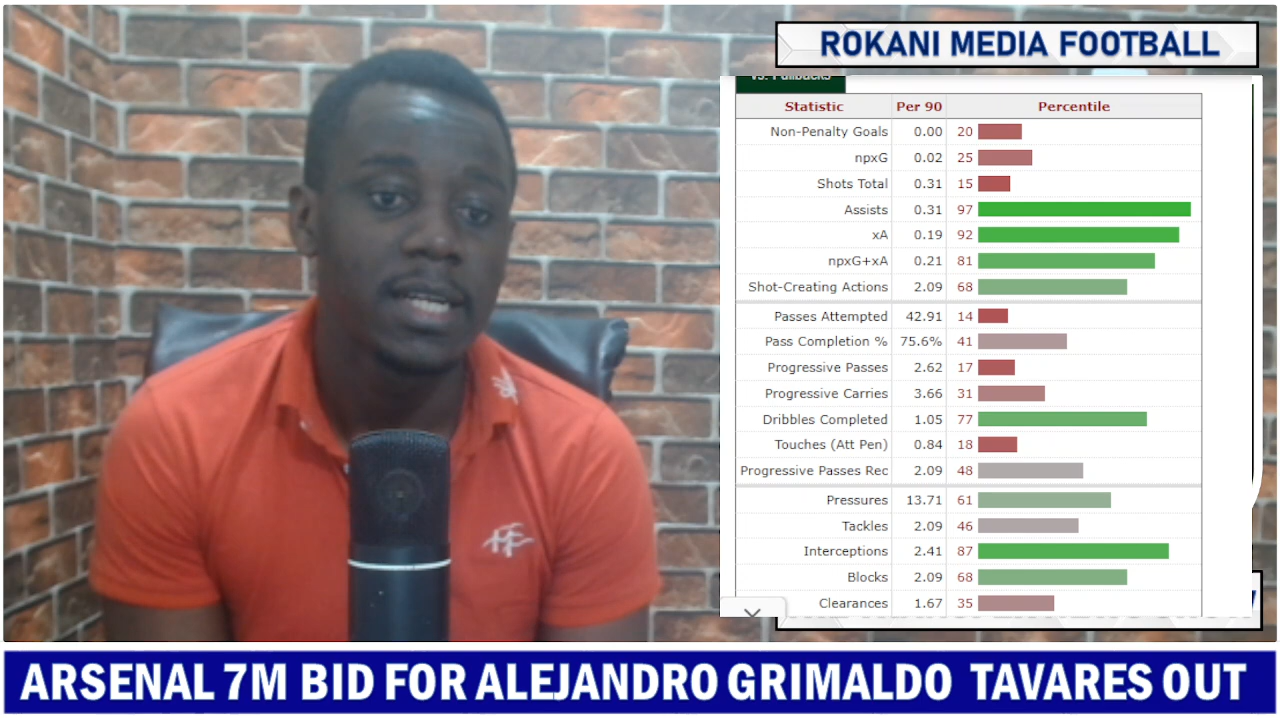 ROKANI MEDIA FOOTBALL
vs. Fullbacks
Statistic Per 90 Percentile
Non-Penalty Goals 0.00 20
npxG 0.02 25
Shots Total 0.31 15
Assists 0.31 97
xA 0.19 92
npxG+xA 0.21 81
Shot-Creating Actions 2.09 68
Passes Attempted 42.91 14
Pass Completion % 75.6% 41
Progressive Passes 2.62 17
Progressive Carries 3.66 31
Dribbles Completed 1.05 77
Touches (Att Pen) 0.84 18
Progressive Passes Rec 2.09 48
Pressures 13.71 61
Tackles 2.09 46
Interceptions 2.41 87
Blocks 2.09 68
Clearances 1.67 35
ARSENAL 7M BID FOR ALEJANDRO GRIMALDO TAVARES OUT